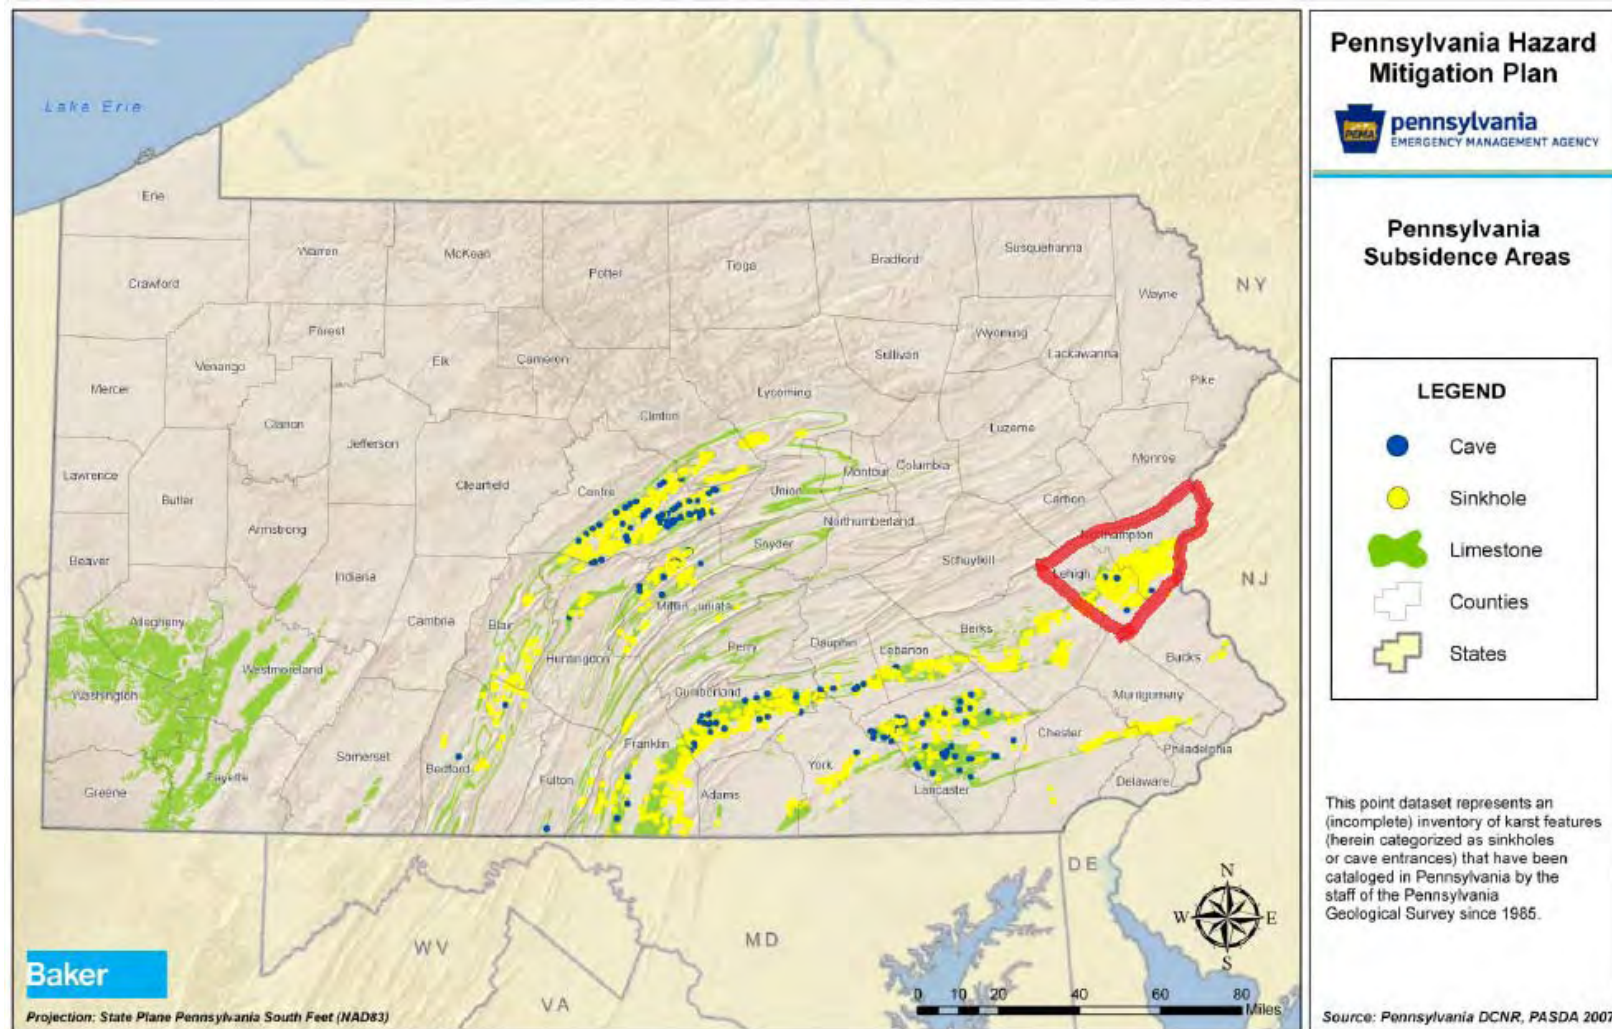 Lake Erie
Erie
Crawford
Warren
McKean
Potter
Tioga
Bradford
Susquehanna
Wayne
NY
Forest
Venango
Mercer
Elk
Cameron
Sullivan
Wyoming
Lackawanna
Pike
Lycoming
Clinton
Clarion
Jefferson
Luzerne
Lawrence
Butler
Clearfield
Centre
Union
Montour
Columbia
Monroe
Carbon
Armstrong
Northumberland
Northampton
Beaver
Indiana
Snyder
Schuylkill
Lehigh
NJ
Allegheny
Cambria
Blair
Mifflin
Juniata
Westmoreland
Huntingdon
Perry
Dauphin
Lebanon
Berks
Bucks
Washington
Cumberland
Montgomery
Somerset
Bedford
Franklin
Fulton
York
Chester
Philadelphia
Greene
Fayette
Adams
Lancaster
Delaware
DE
WV
MD
VA
N
W E
S
0 10 20 40 60 80
Miles
Baker
Projection: State Plane Pennsylvania South Feet (NAD83)
Pennsylvania Hazard
Mitigation Plan
PEMA
pennsylvania
EMERGENCY MANAGEMENT AGENCY
Pennsylvania
Subsidence Areas
LEGEND
Cave
Sinkhole
Limestone
Counties
States
This point dataset represents an
(incomplete) inventory of karst features
(herein categorized as sinkholes
or cave entrances) that have been
cataloged in Pennsylvania by the
staff of the Pennsylvania
Geological Survey since 1985.
Source: Pennsylvania DCNR, PASDA 2007